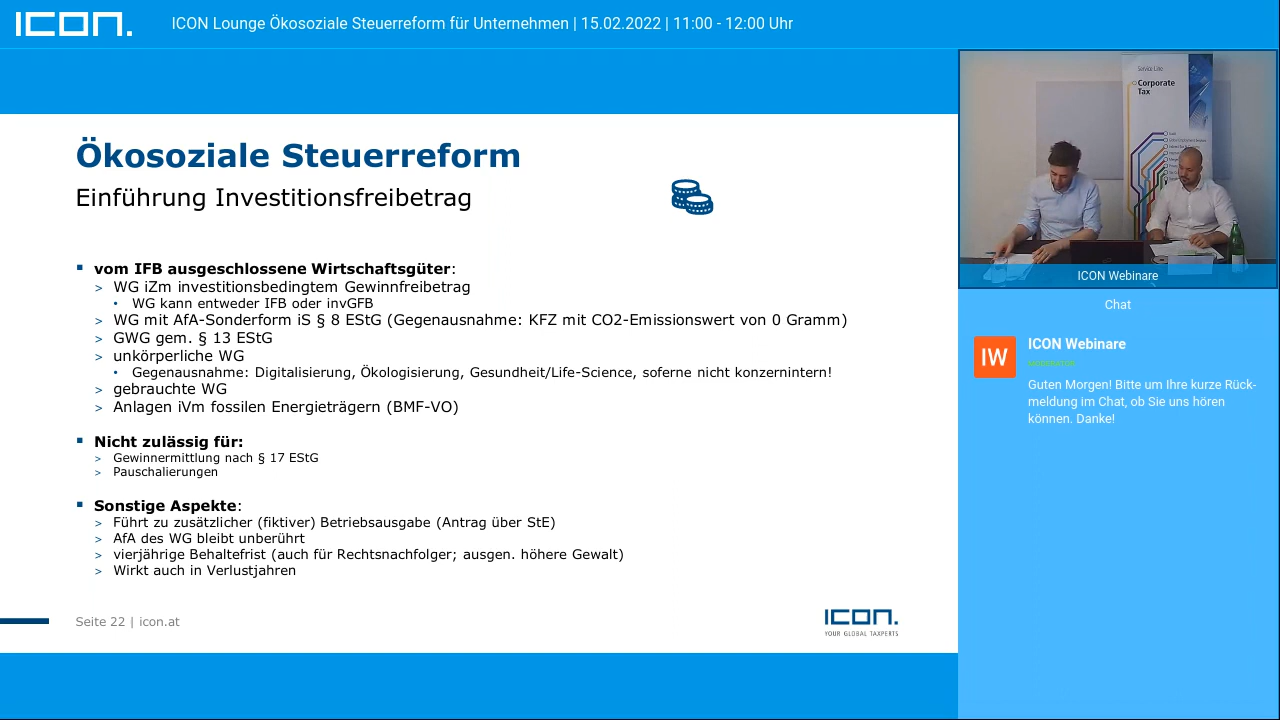 ICON.
ICON Lounge Ökosoziale Steuerreform für Unternehmen | 15.02.2022 | 11:00 - 12:00 Uhr
Ökosoziale Steuerreform
Einführung Investitionsfreibetrag
▪ vom IFB ausgeschlossene Wirtschaftsgüter:
> WG iZm investitionsbedingtem Gewinnfreibetrag
• WG kann entweder IFB oder invGFB
> WG mit AfA-Sonderform iS § 8 EStG (Gegenausnahme: KFZ mit CO2-Emissionswert von 0 Gramm)
> GWG gem. § 13 EStG
> unkörperliche WG
• Gegenausnahme: Digitalisierung, Ökologisierung, Gesundheit/Life-Science, soferne nicht konzernintern!
> gebrauchte WG
> Anlagen iVm fossilen Energieträgern (BMF-VO)
▪ Nicht zulässig für:
> Gewinnermittlung nach § 17 EStG
> Pauschalierungen
▪ Sonstige Aspekte:
> Führt zu zusätzlicher (fiktiver) Betriebsausgabe (Antrag über StE)
> AfA des WG bleibt unberührt
> vierjährige Behaltefrist (auch für Rechtsnachfolger; ausgen. höhere Gewalt)
> Wirkt auch in Verlustjahren
Seite 22 | icon.at
ICON.
YOUR GLOBAL TAXPERTS
Service Line
Corporate
Tax
ICON Webinare
Chat
IW
ICON Webinare
MODERATOR
Guten Morgen! Bitte um Ihre kurze Rück-
meldung im Chat, ob Sie uns hören
können. Danke!